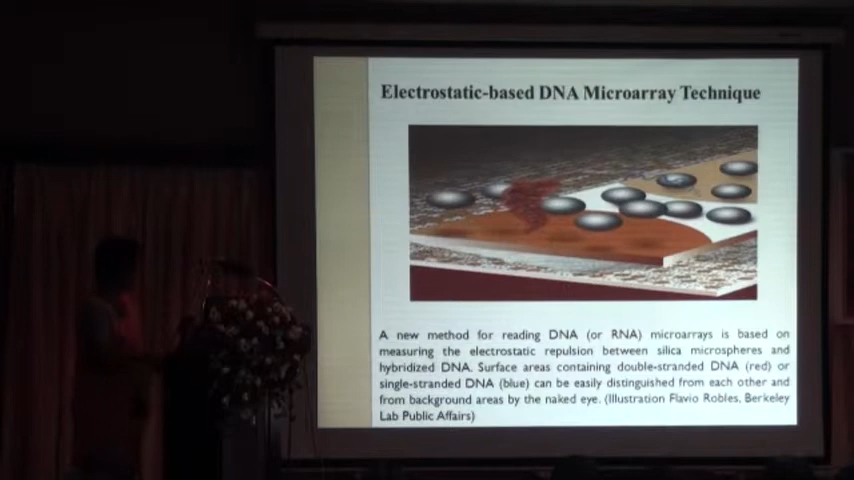 Electrostatic-based DNA Microarray Technique
A new method for reading DNA (or RNA) microarrays is based on
measuring the electrostatic repulsion between silica microspheres and
hybridized DNA. Surface areas containing double-stranded DNA (red) or
single-stranded DNA (blue) can be easily distinguished from each other and
from background areas by the naked eye. (Illustration Flavio Robles, Berkeley
Lab Public Affairs)